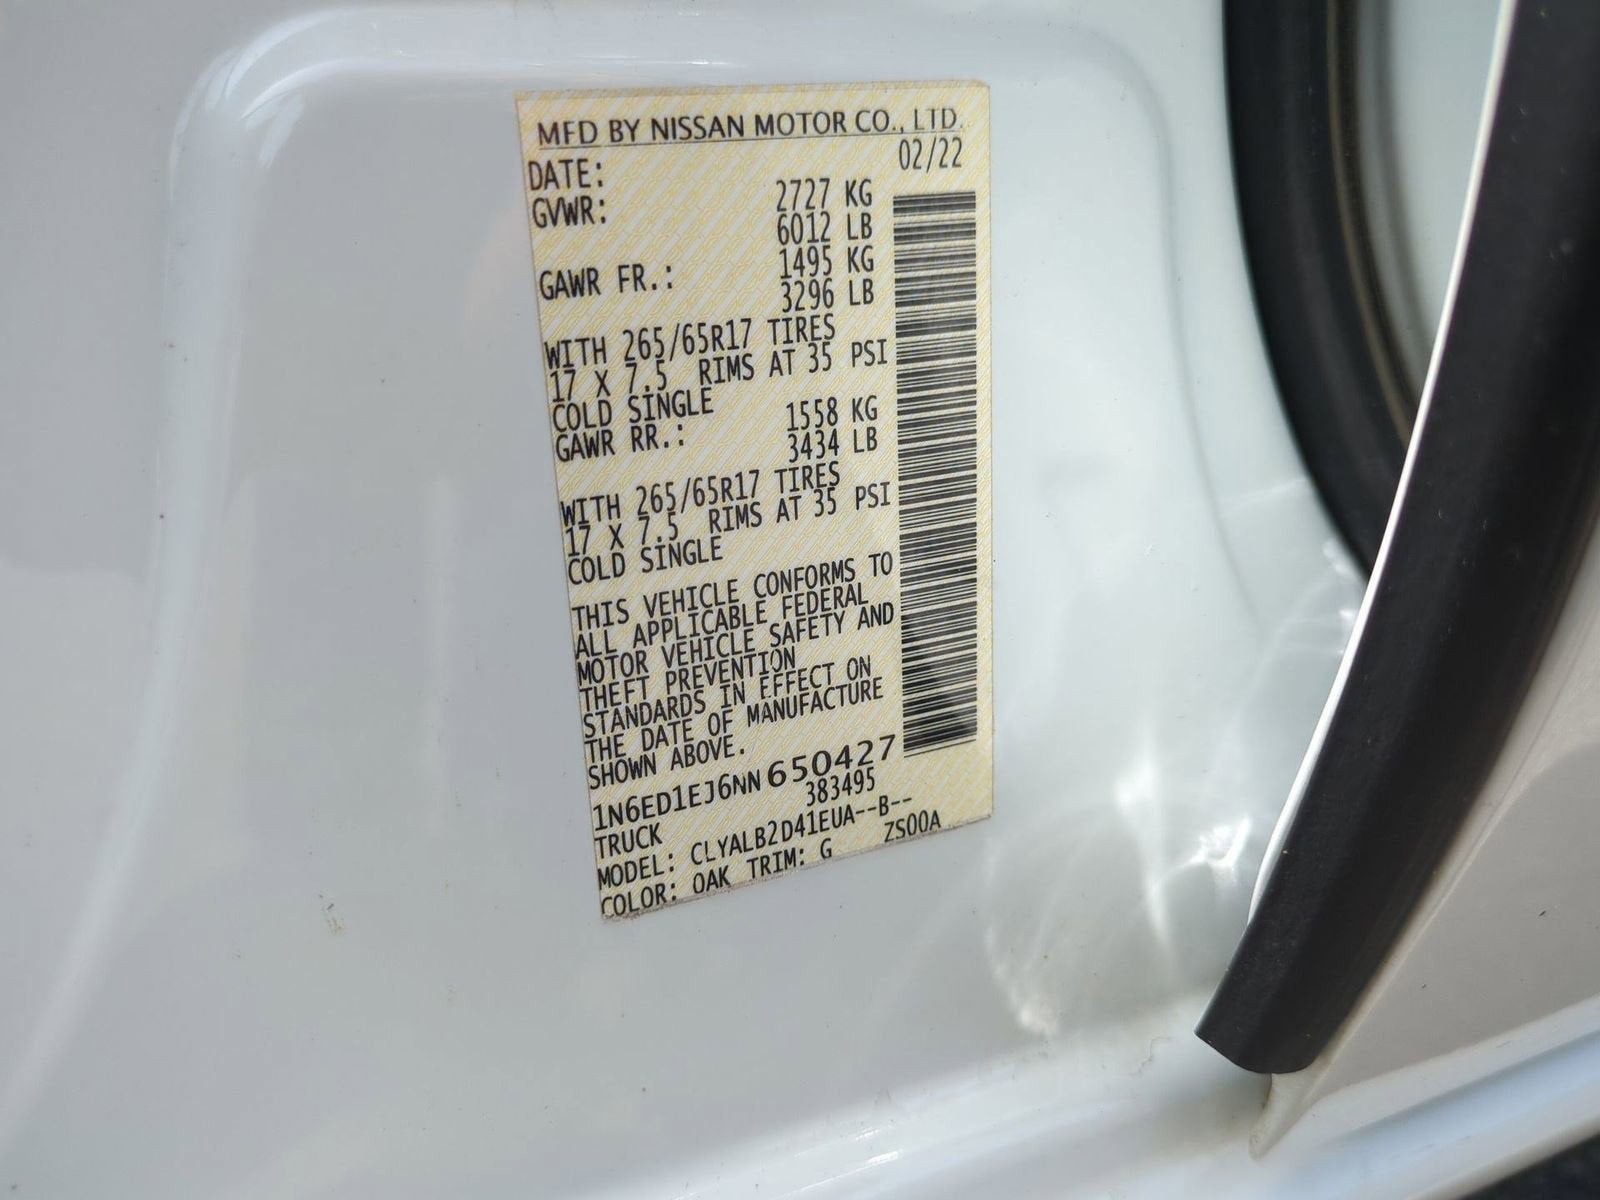 MFD BY NISSAN MOTOR CO., LTD.
DATE: 02/22
GVWR: 2727 KG
6012 LB
GAWR FR.: 1495 KG
3296 LB
WITH 265/65R17 TIRES
17 X 7.5 RIMS AT 35 PSI
COLD SINGLE
GAWR RR.: 1558 KG
3434 LB
WITH 265/65R17 TIRES
17 X 7.5 RIMS AT 35 PSI
COLD SINGLE
THIS VEHICLE CONFORMS TO
ALL APPLICABLE FEDERAL
MOTOR VEHICLE SAFETY AND
THEFT PREVENTION
STANDARDS IN EFFECT ON
THE DATE OF MANUFACTURE
SHOWN ABOVE.
1N6ED1EJ6NN650427
TRUCK 383495
MODEL: CLYALB2D41EUA--B--
COLOR: OAK TRIM: G ZS00A